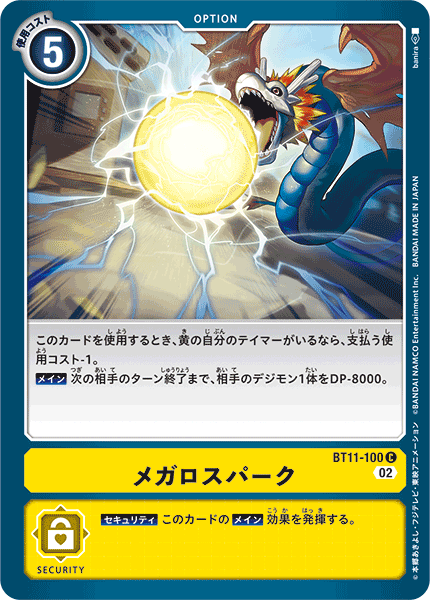 OPTION
使用コスト
5
banira
このカードを使用するとき、黄の自分のテイマーがいるなら、支払う使
用コスト-1。
メイン 次の相手のターン終了まで、相手のデジモン1体をDP-8000。
BT11-100 C
メガロスパーク
02
セキュリティ このカードの メイン 効果を発揮する。
SECURITY
©BANDAI NAMCO Entertainment Inc. BANDAI MADE IN JAPAN
© 本郷あきよし・フジテレビ・東映アニメーション